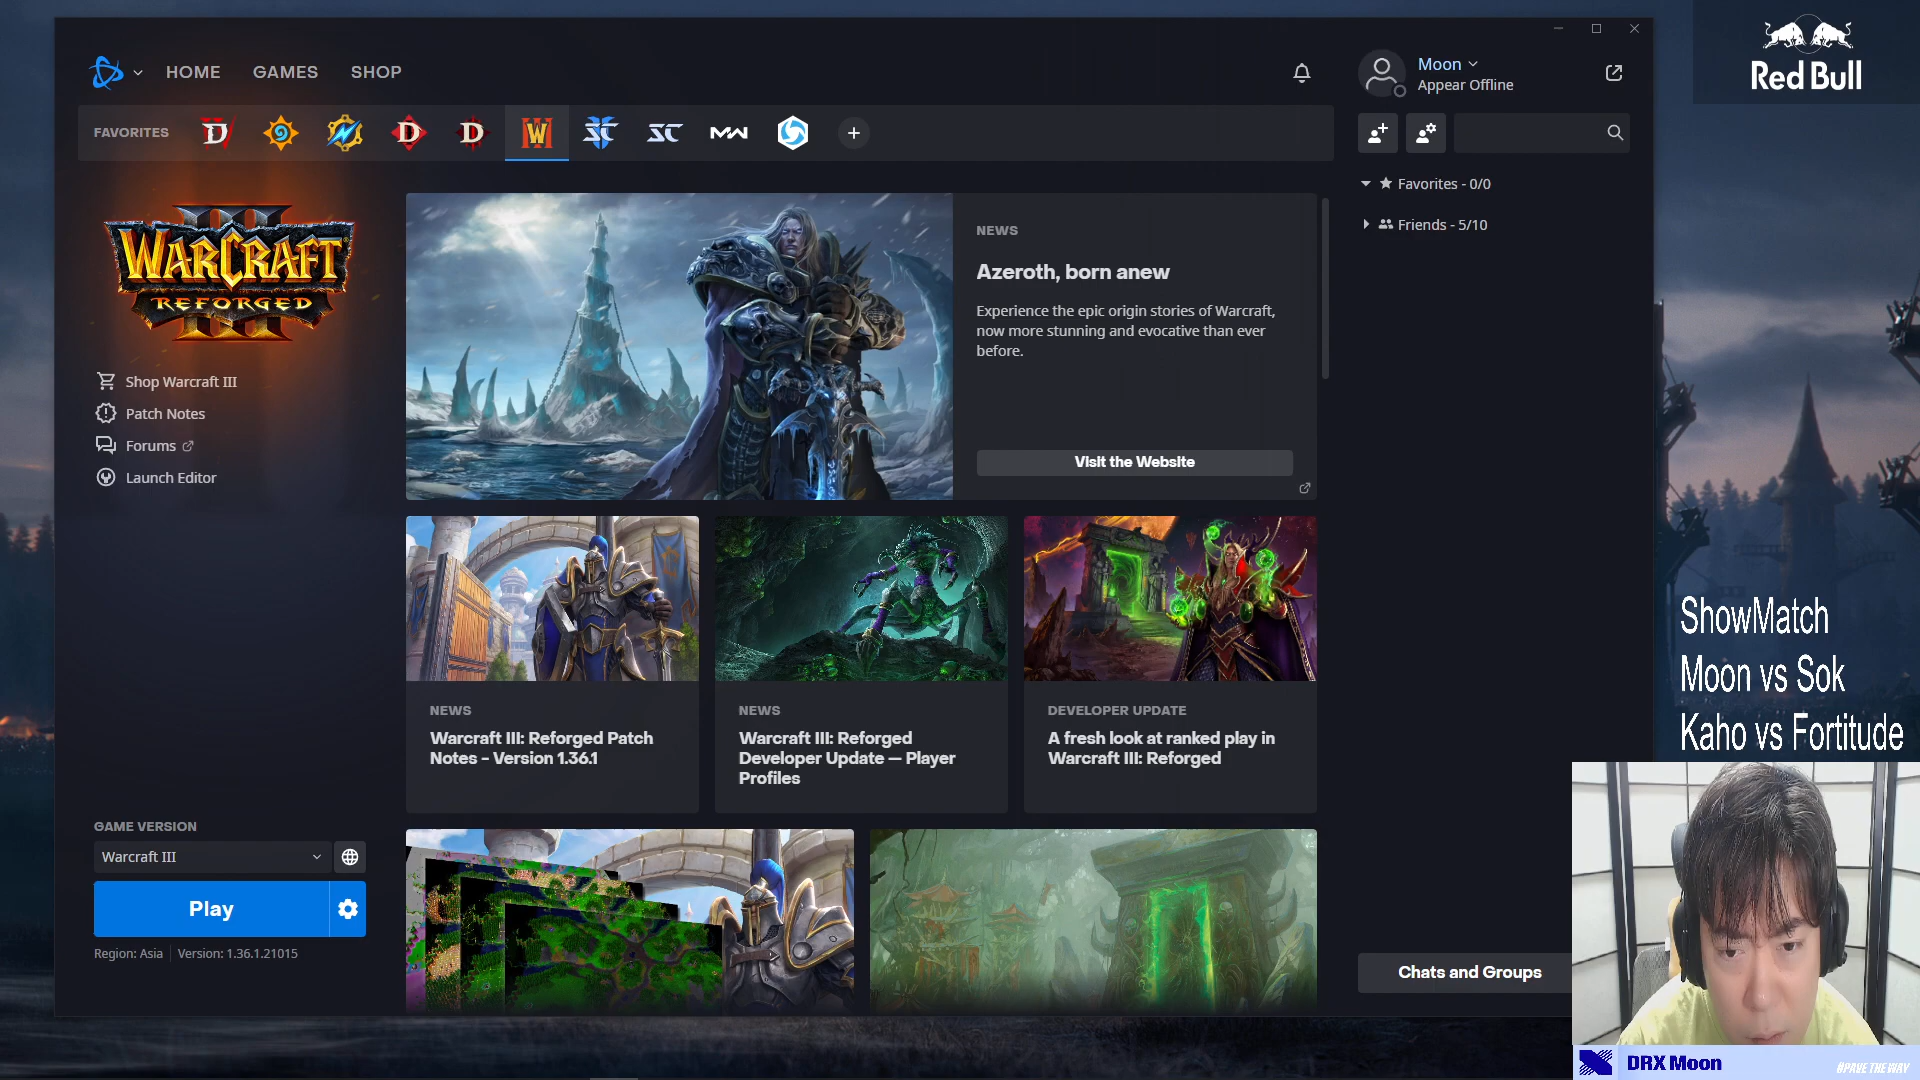 HOME
GAMES
SHOP
Moon
Appear Offline
Red Bull
FAVORITES
Favorites - 0/0
Friends - 5/10
WARCRAFT
REFORGED
Shop Warcraft III
Patch Notes
Forums
Launch Editor
NEWS
Azeroth, born anew
Experience the epic origin stories of Warcraft,
now more stunning and evocative than ever
before.
Visit the Website
NEWS
Warcraft III: Reforged Patch
Notes - Version 1.36.1
NEWS
Warcraft III: Reforged
Developer Update — Player
Profiles
DEVELOPER UPDATE
A fresh look at ranked play in
Warcraft III: Reforged
ShowMatch
Moon vs Sok
Kaho vs Fortitude
GAME VERSION
Warcraft III
Play
Region: Asia
Version: 1.36.1.21015
Chats and Groups
DRX Moon
#PAVE THE WAY